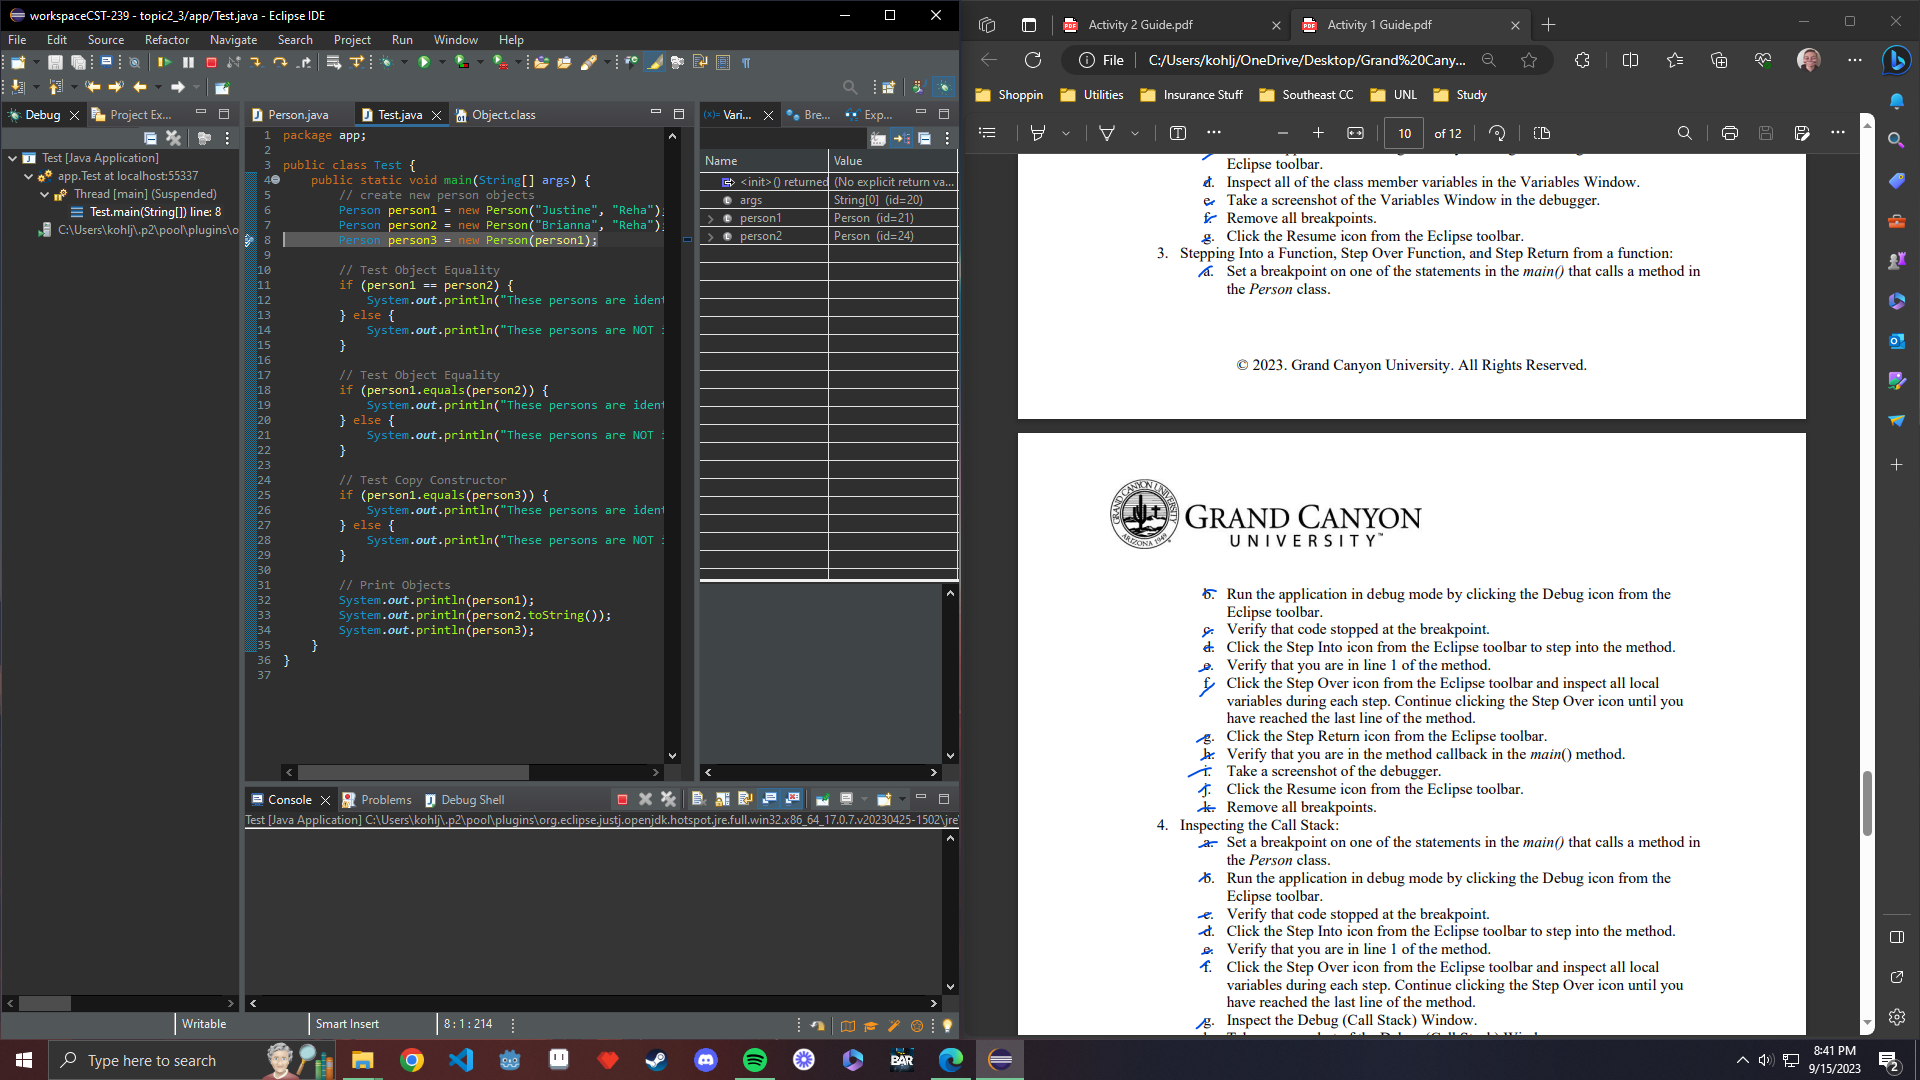 workspaceCST-239 - topic2_3/app/Test.java - Eclipse IDE
File Edit Source Refactor Navigate Search Project Run Window Help
Debug Project Ex...
Test [Java Application]
app.Test at localhost:55337
Thread [main] (Suspended)
Test.main(String[]) line: 8
C:\Users\kohlj\.p2\pool\plugins\o
Person.java Test.java Object.class
1 package app;
2
3 public class Test {
4 public static void main(String[] args) {
5 // create new person objects
6 Person person1 = new Person("Justine", "Reha");
7 Person person2 = new Person("Brianna", "Reha");
8 Person person3 = new Person(person1);
9
10 // Test Object Equality
11 if (person1 == person2) {
12 System.out.println("These persons are ident
13 } else {
14 System.out.println("These persons are NOT i
15 }
16
17 // Test Object Equality
18 if (person1.equals(person2)) {
19 System.out.println("These persons are ident
20 } else {
21 System.out.println("These persons are NOT i
22 }
23
24 // Test Copy Constructor
25 if (person1.equals(person3)) {
26 System.out.println("These persons are ident
27 } else {
28 System.out.println("These persons are NOT i
29 }
30
31 // Print Objects
32 System.out.println(person1);
33 System.out.println(person2.toString());
34 System.out.println(person3);
35 }
36 }
37
(x)= Vari... Bre... Exp...
Name Value
<init>() returned (No explicit return va...
args String[0] (id=20)
person1 Person (id=21)
person2 Person (id=24)
Console Problems Debug Shell
Test [Java Application] C:\Users\kohlj\.p2\pool\plugins\org.eclipse.justj.openjdk.hotspot.jre.full.win32.x86_64_17.0.7.v20230425-1502\jre
Writable Smart Insert 8 : 1 : 214
Activity 2 Guide.pdf Activity 1 Guide.pdf
File C:/Users/kohlj/OneDrive/Desktop/Grand%20Cany...
Shoppin Utilities Insurance Stuff Southeast CC UNL Study
10 of 12
Eclipse toolbar.
d. Inspect all of the class member variables in the Variables Window.
e. Take a screenshot of the Variables Window in the debugger.
f. Remove all breakpoints.
g. Click the Resume icon from the Eclipse toolbar.
3. Stepping Into a Function, Step Over Function, and Step Return from a function:
a. Set a breakpoint on one of the statements in the main() that calls a method in
the Person class.
© 2023. Grand Canyon University. All Rights Reserved.
GRAND CANYON UNIVERSITY
ARIZONA 1949
GRAND CANYON
UNIVERSITY™
b. Run the application in debug mode by clicking the Debug icon from the
Eclipse toolbar.
c. Verify that code stopped at the breakpoint.
d. Click the Step Into icon from the Eclipse toolbar to step into the method.
e. Verify that you are in line 1 of the method.
f. Click the Step Over icon from the Eclipse toolbar and inspect all local
variables during each step. Continue clicking the Step Over icon until you
have reached the last line of the method.
g. Click the Step Return icon from the Eclipse toolbar.
h. Verify that you are in the method callback in the main() method.
i. Take a screenshot of the debugger.
j. Click the Resume icon from the Eclipse toolbar.
k. Remove all breakpoints.
4. Inspecting the Call Stack:
a. Set a breakpoint on one of the statements in the main() that calls a method in
the Person class.
b. Run the application in debug mode by clicking the Debug icon from the
Eclipse toolbar.
c. Verify that code stopped at the breakpoint.
d. Click the Step Into icon from the Eclipse toolbar to step into the method.
e. Verify that you are in line 1 of the method.
f. Click the Step Over icon from the Eclipse toolbar and inspect all local
variables during each step. Continue clicking the Step Over icon until you
have reached the last line of the method.
g. Inspect the Debug (Call Stack) Window.
Type here to search
BAR
8:41 PM
9/15/2023
2